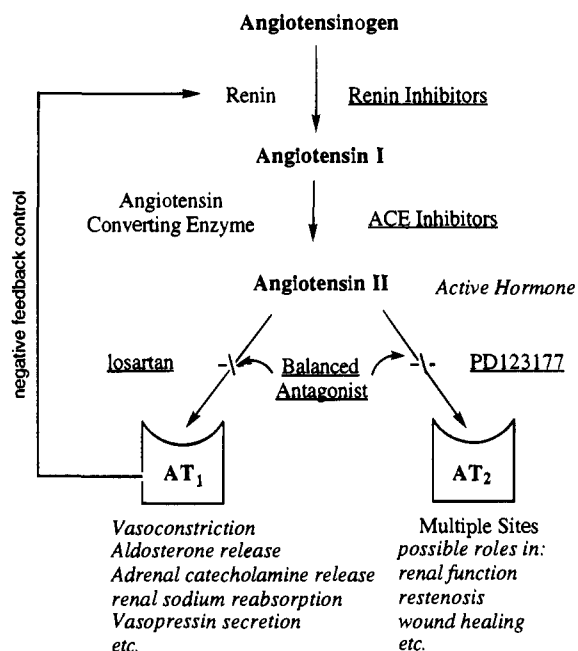 Angiotensinogen
Renin
Renin Inhibitors
Angiotensin I
Angiotensin
Converting Enzyme
ACE Inhibitors
negative feedback control
Angiotensin II
Active Hormone
losartan
Balanced
Antagonist
PD123177
AT1
AT2
Vasoconstriction
Aldosterone release
Adrenal catecholamine release
renal sodium reabsorption
Vasopressin secretion
etc.
Multiple Sites
possible roles in:
renal function
restenosis
wound healing
etc.